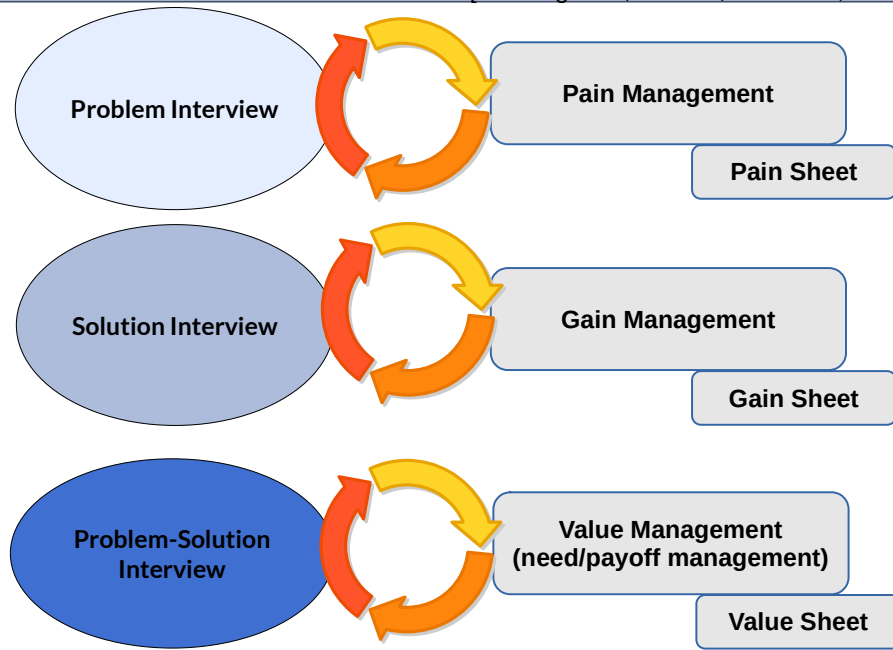 Problem Interview
Pain Management
Pain Sheet
Solution Interview
Gain Management
Gain Sheet
Problem-Solution
Interview
Value Management
(need/payoff management)
Value Sheet